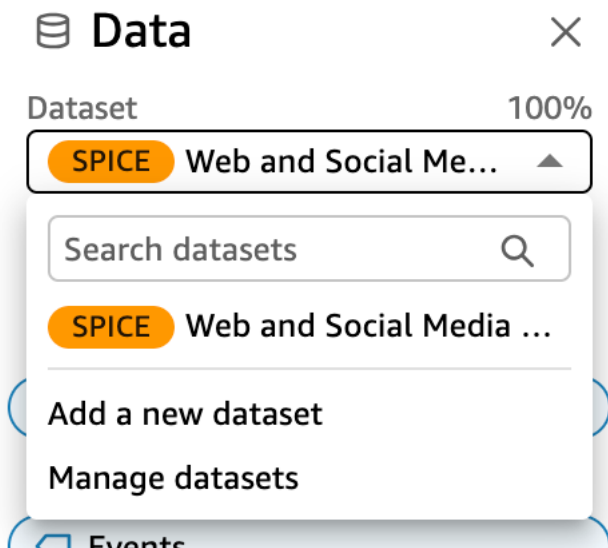 Data
Dataset 100%
SPICE Web and Social Me...
Search datasets
SPICE Web and Social Media ...
Add a new dataset
Manage datasets
Events